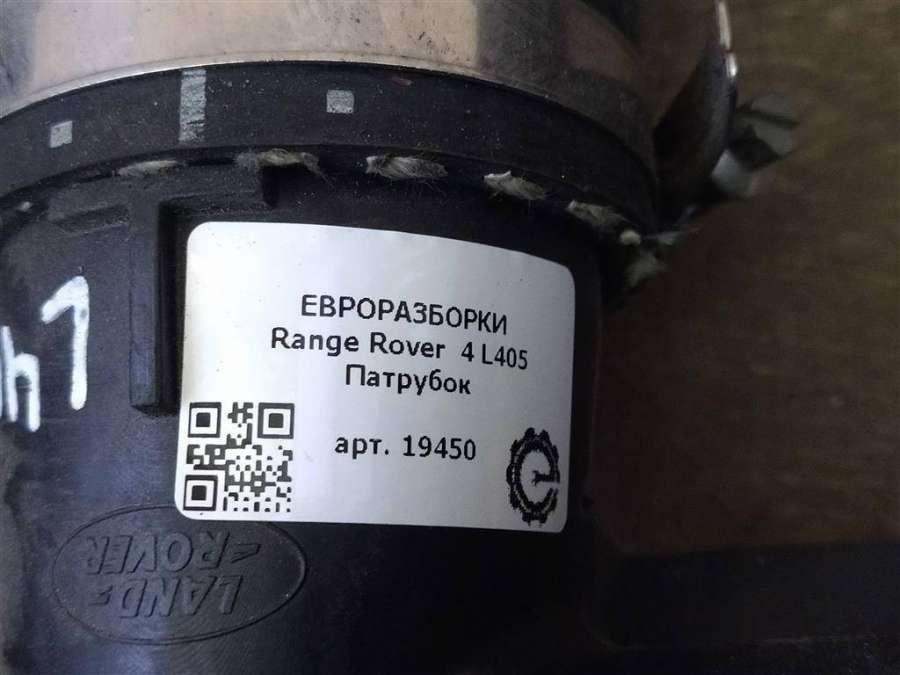 ЕВРОРАЗБОРКИ
Range Rover 4 L405
Патрубок
арт. 19450
LAND-
ROVER